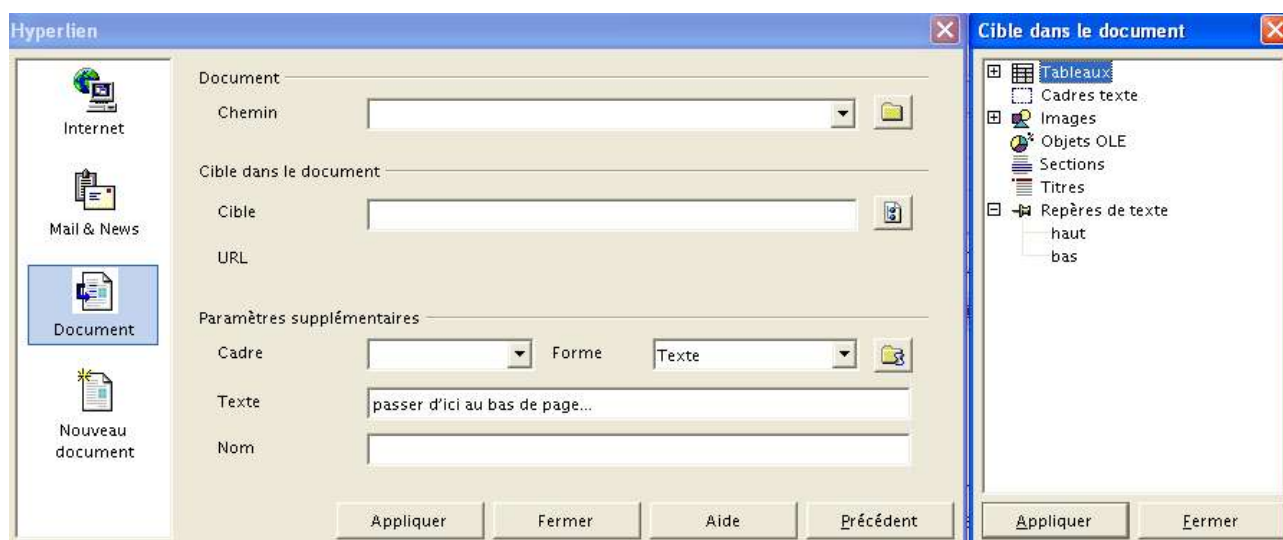 Hyperlien
Internet
Mail & News
Document
Nouveau
document
Document
Chemin
Cible dans le document
Cible
URL
Paramètres supplémentaires
Cadre
Forme
Texte
Texte
passer d'ici au bas de page...
Nom
Appliquer
Fermer
Aide
Précédent
Cible dans le document
Tableaux
Cadres texte
Images
Objets OLE
Sections
Titres
Repères de texte
haut
bas
Appliquer
Fermer